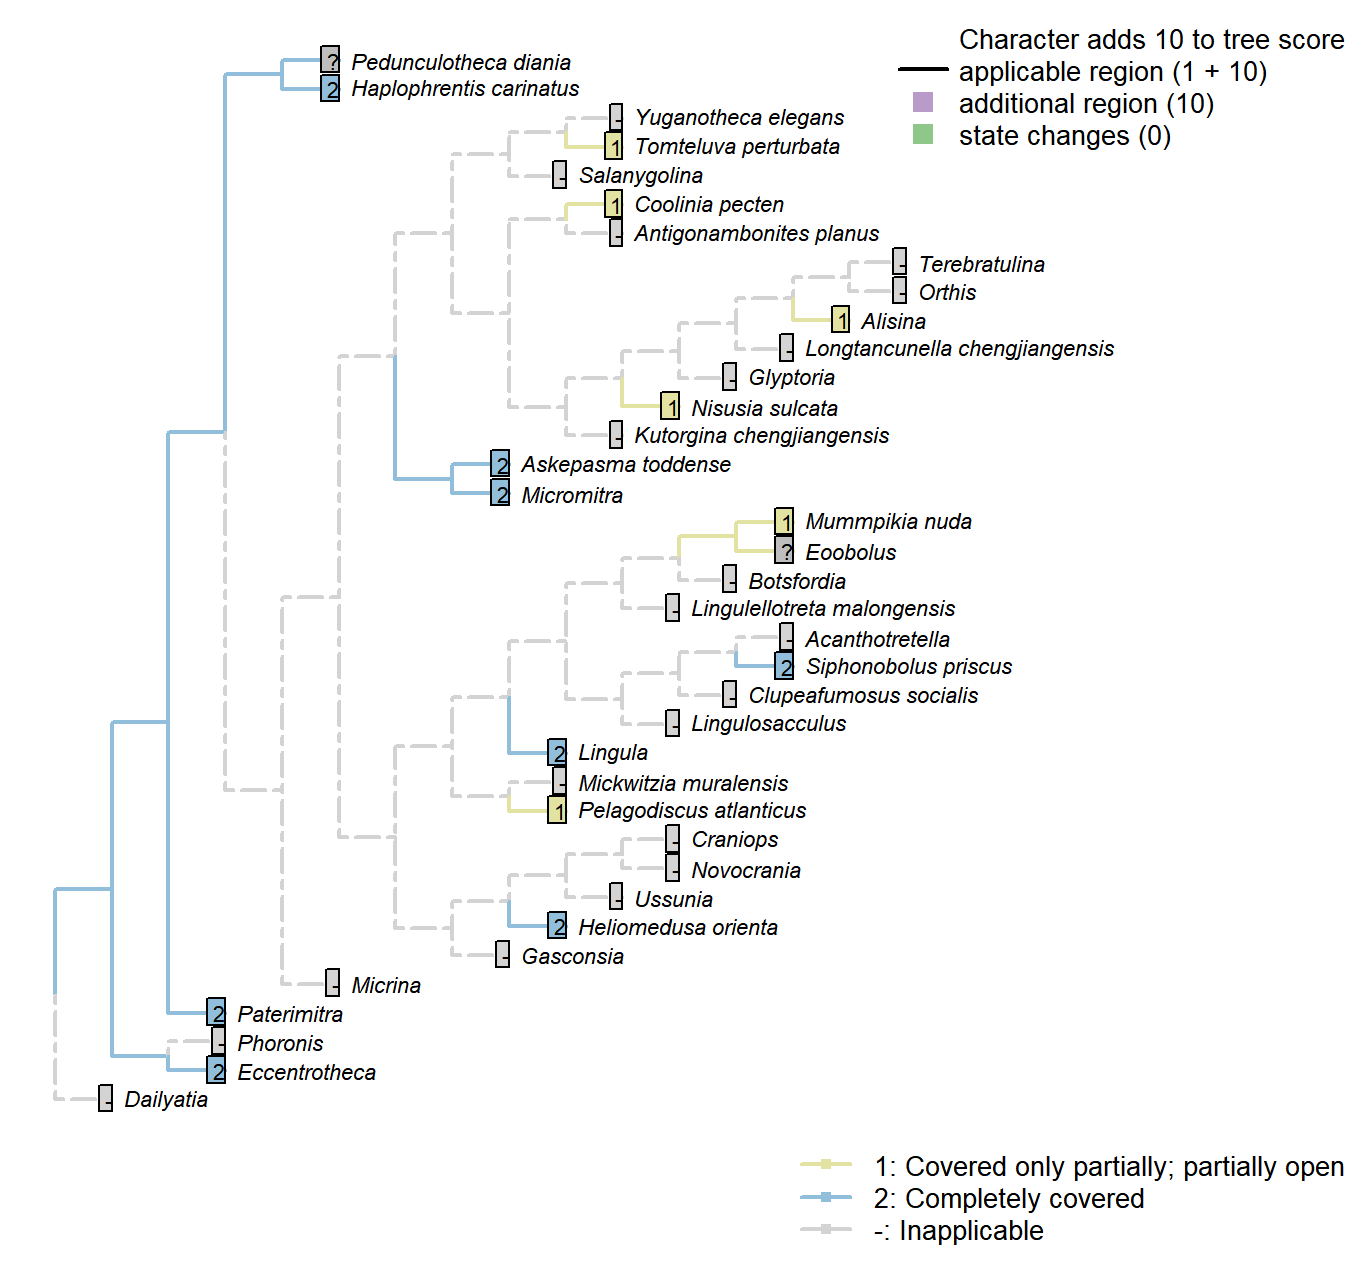 Character adds 10 to tree score
applicable region (1 + 10)
additional region (10)
state changes (0)
? Pedunculotheca diania
2 Haplophrentis carinatus
- Yuganotheca elegans
1 Tomteluva perturbata
- Salanygolina
1 Coolinia pecten
- Antigonambonites planus
- Terebratulina
- Orthis
1 Alisina
- Longtancunella chengjiangensis
- Glyptoria
1 Nisusia sulcata
- Kutorgina chengjiangensis
2 Askepasma toddense
2 Micromitra
1 Mummpikia nuda
? Eoobolus
- Botsfordia
- Lingulellotreta malongensis
- Acanthotretella
2 Siphonobolus priscus
- Clupeafumosus socialis
- Lingulosacculus
2 Lingula
- Mickwitzia muralensis
1 Pelagodiscus atlanticus
- Craniops
- Novocrania
- Ussunia
2 Heliomedusa orienta
- Gasconsia
- Micrina
2 Paterimitra
- Phoronis
2 Eccentrotheca
- Dailyatia
1: Covered only partially; partially open
2: Completely covered
-: Inapplicable